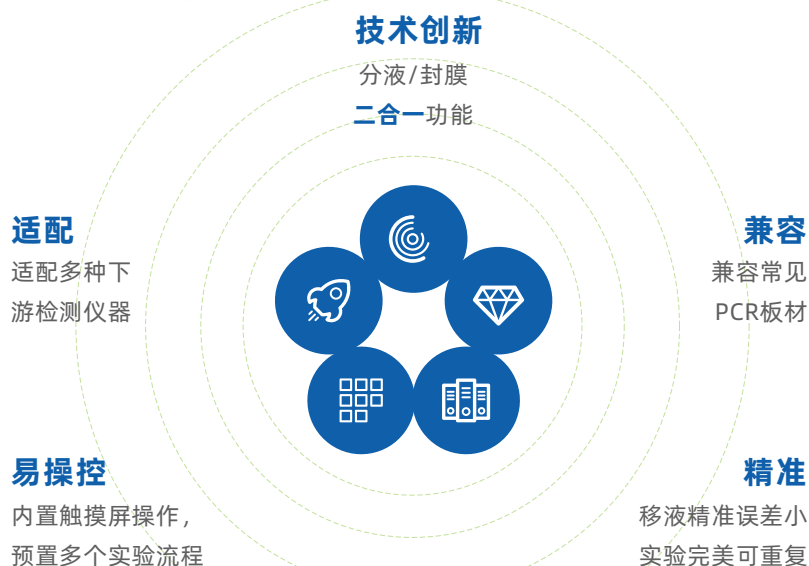 技术创新
分液/封膜
二合一功能
适配
适配多种下
游检测仪器
兼容
兼容常见
PCR板材
易操控
内置触摸屏操作，
预置多个实验流程
精准
移液精准误差小
实验完美可重复